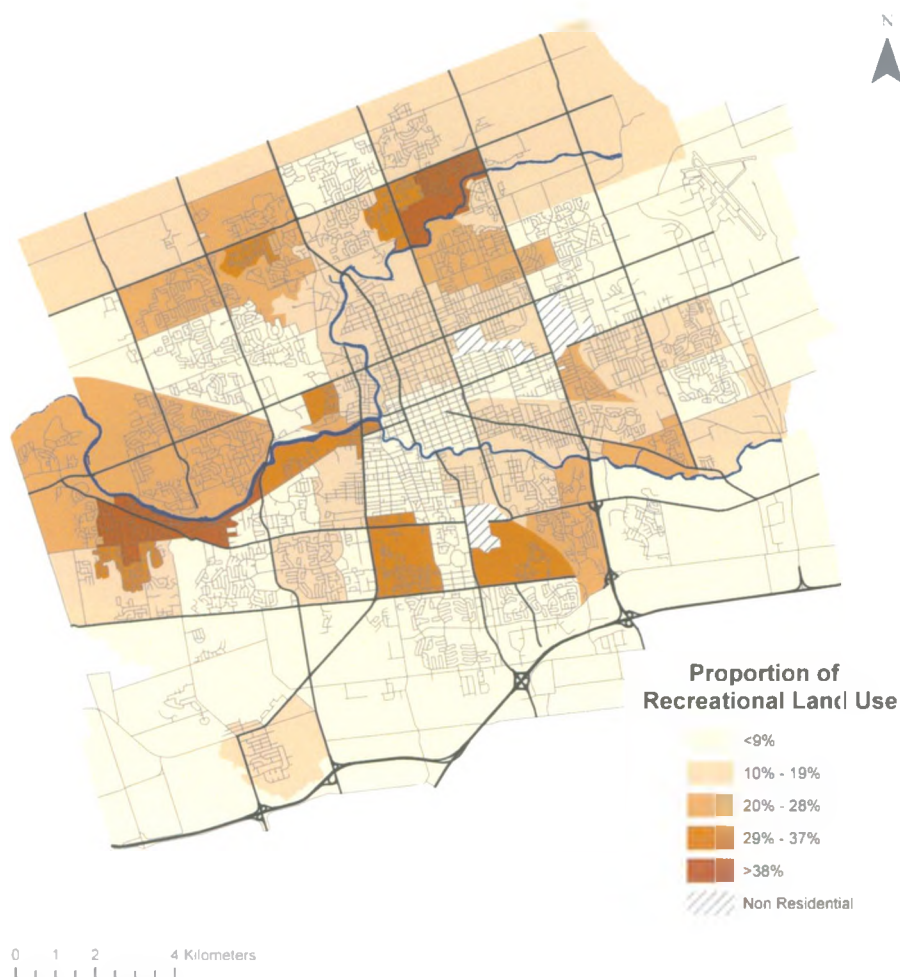 N
Proportion of
Recreational Land Use
<9%
10% - 19%
20% - 28%
29% - 37%
>38%
Non Residential
0 1 2 4 Kilometers